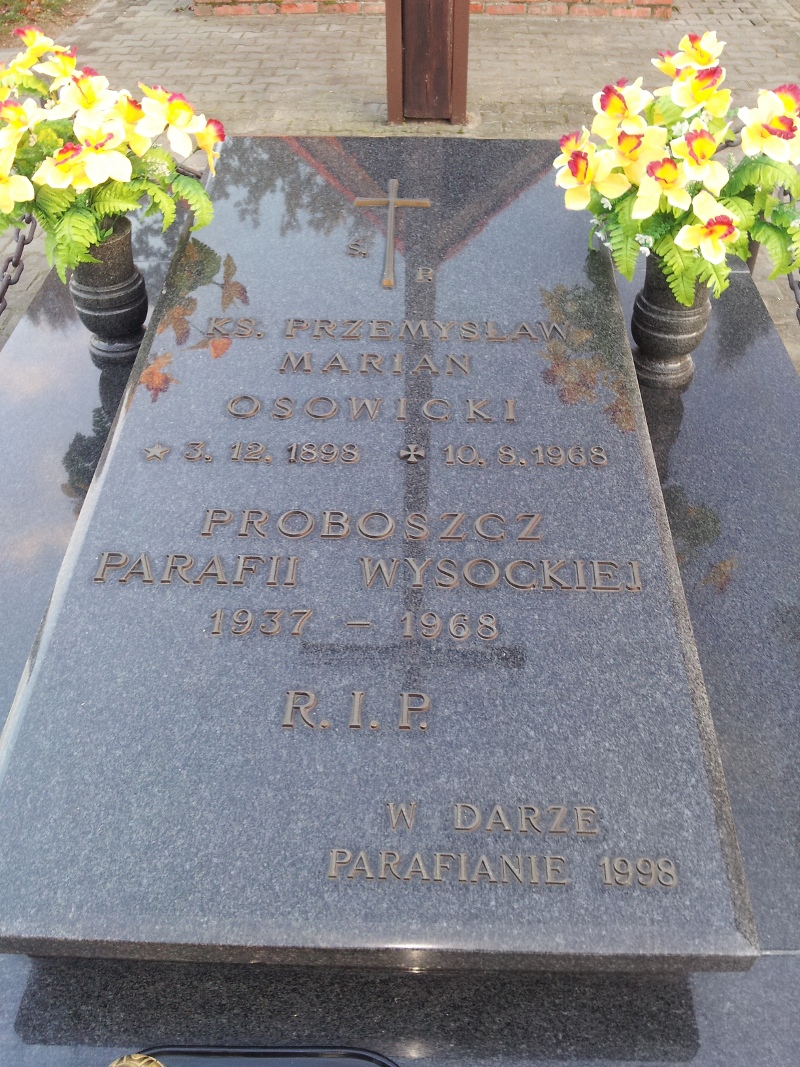 Ś. P.
KS. PRZEMYSŁAW
MARIAN
OSOWICKI
3. 12. 1898 10. 8. 1968
PROBOSZCZ
PARAFII WYSOCKIEJ
1937 – 1968
R. I. P.
W DARZE
PARAFIANIE 1998